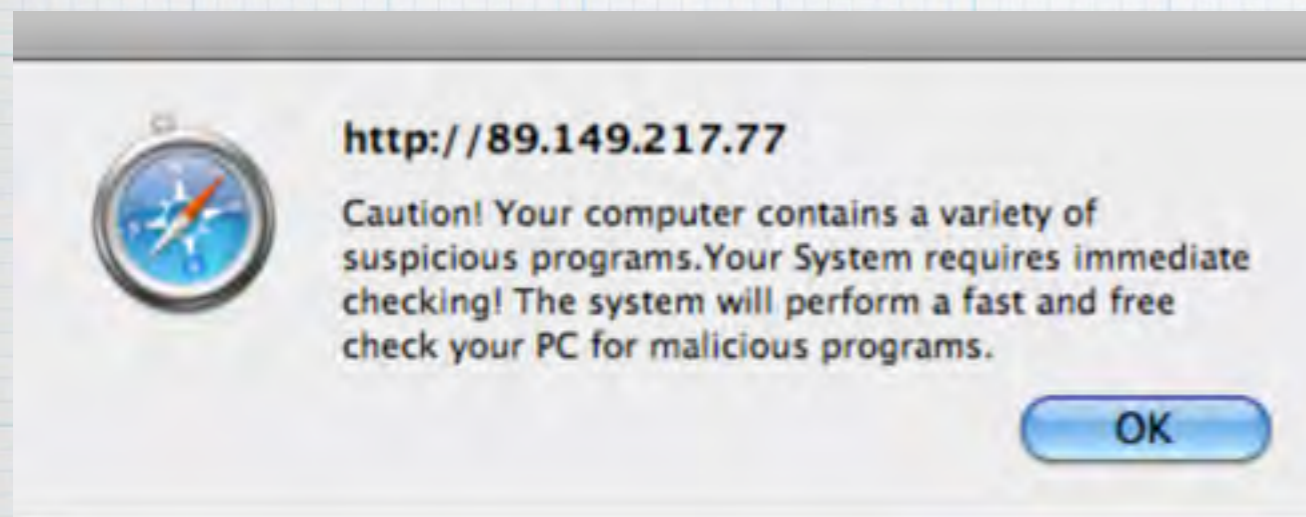 http://89.149.217.77
Caution! Your computer contains a variety of
suspicious programs.Your System requires immediate
checking! The system will perform a fast and free
check your PC for malicious programs.
OK